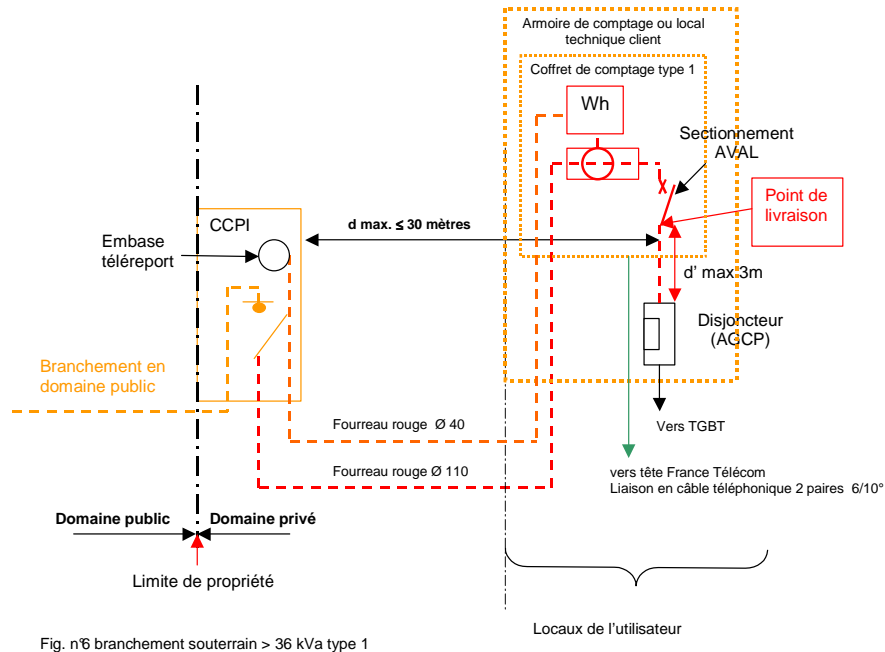 Armoire de comptage ou local
technique client
Coffret de comptage type 1
Wh
Sectionnement
AVAL
Point de
livraison
CCPI
d max. ≤ 30 mètres
Embase
téléreport
d' max 3m
Disjoncteur
(AGCP)
Branchement en
domaine public
Fourreau rouge Ø 40
Vers TGBT
Fourreau rouge Ø 110
vers tête France Télécom
Liaison en câble téléphonique 2 paires 6/10°
Domaine public
Domaine privé
Limite de propriété
Locaux de l'utilisateur
Fig. n°6 branchement souterrain > 36 kVa type 1